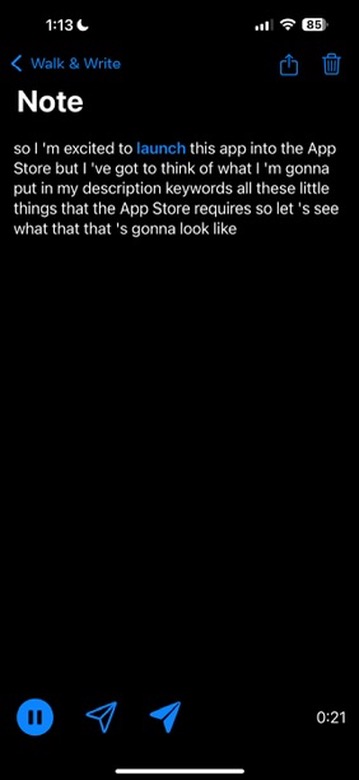 1:13
85
Walk & Write
Note
so I 'm excited to launch this app into the App
Store but I 've got to think of what I 'm gonna
put in my description keywords all these little
things that the App Store requires so let 's see
what that that 's gonna look like
0:21